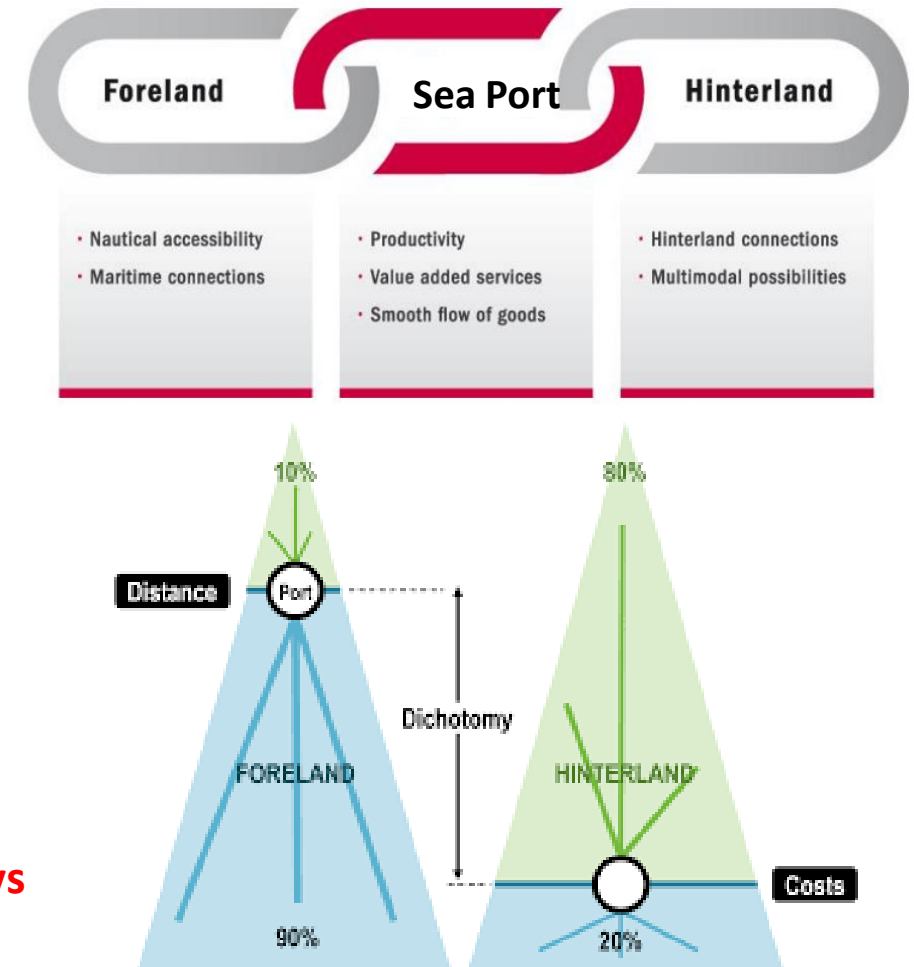 Foreland
Sea Port
Hinterland
· Nautical accessibility
· Maritime connections
· Productivity
· Value added services
· Smooth flow of goods
· Hinterland connections
· Multimodal possibilities
10%
80%
Distance
Port
Dichotomy
FORELAND
HINTERLAND
Costs
90%
20%